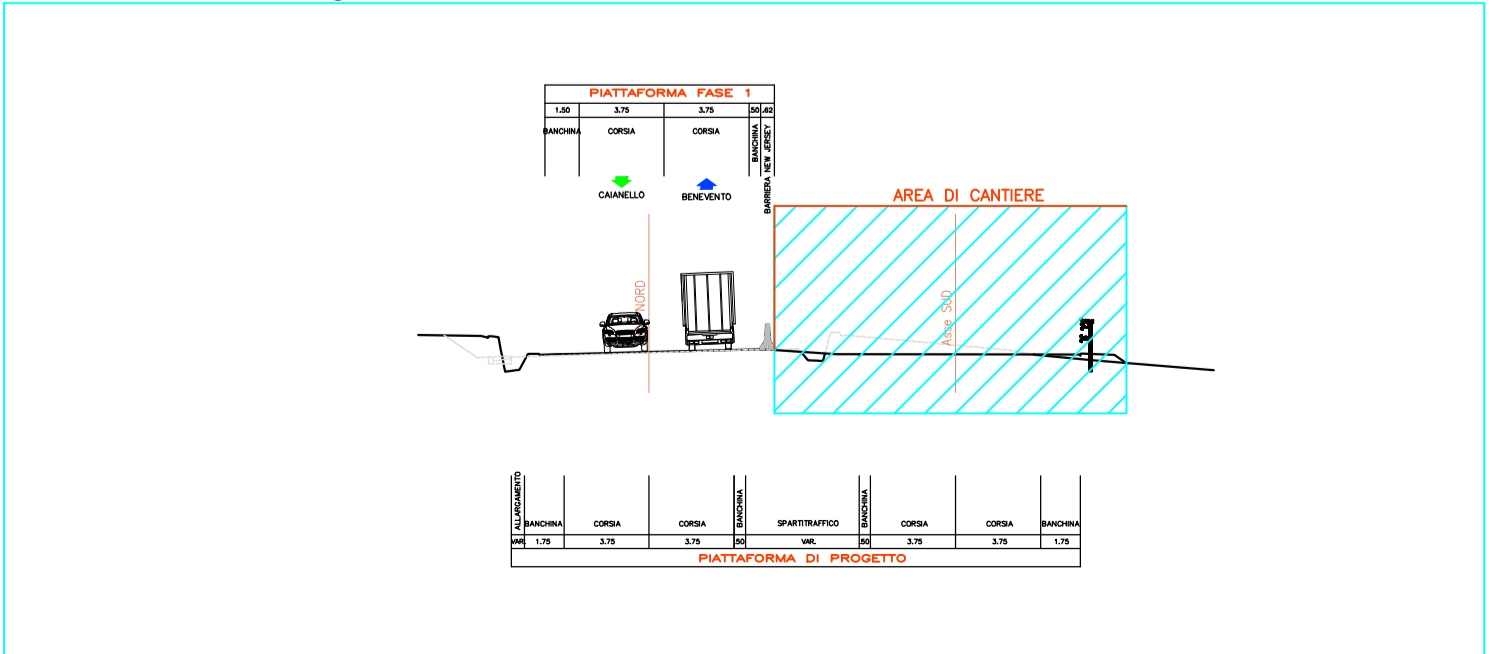 PIATTAFORMA FASE 1
1.50 3.75 3.75 .50 .62
BANCHINA CORSIA CORSIA BANCHINA BARRIERA NEW JERSEY
CAIANELLO BENEVENTO
AREA DI CANTIERE
NORD
Asse SUD
ALLARGAMENTO BANCHINA CORSIA CORSIA BANCHINA SPARTITRAFFICO BANCHINA CORSIA CORSIA BANCHINA
VAR. 1.75 3.75 3.75 .50 VAR. .50 3.75 3.75 1.75
PIATTAFORMA DI PROGETTO